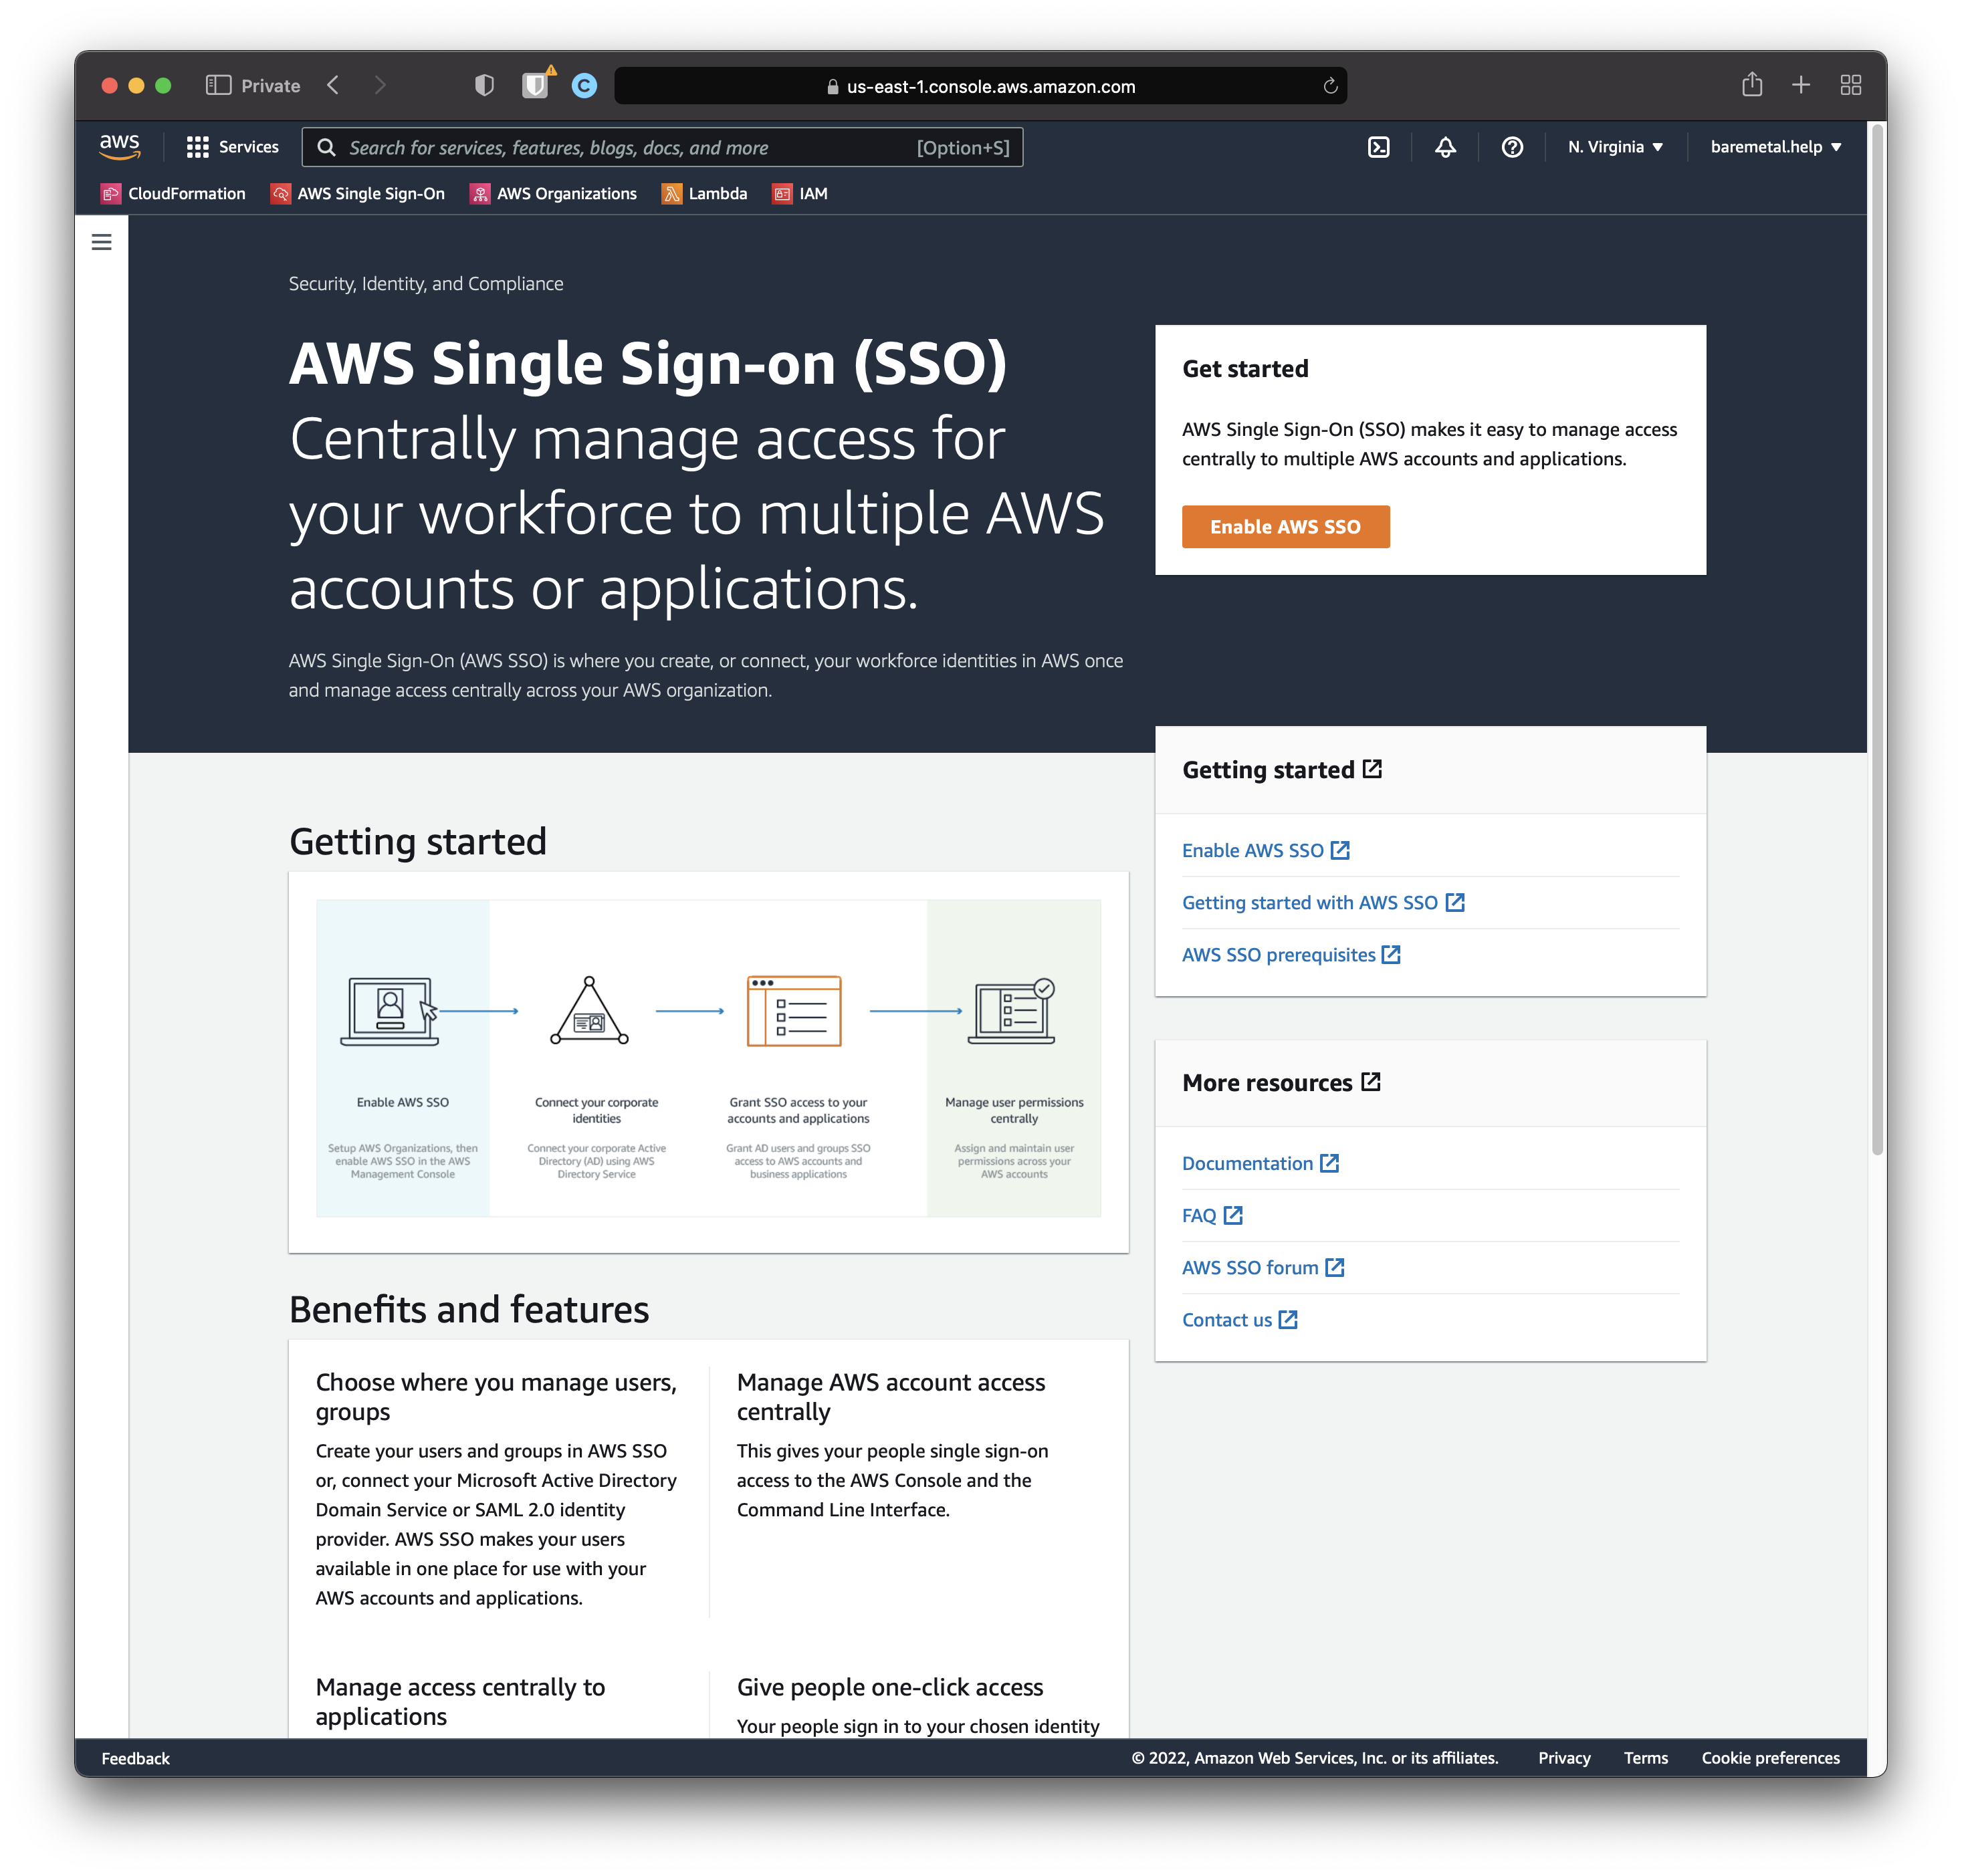 Private
us-east-1.console.aws.amazon.com
aws
Services
Search for services, features, blogs, docs, and more
[Option+S]
N. Virginia
baremetal.help
CloudFormation
AWS Single Sign-On
AWS Organizations
Lambda
IAM
Security, Identity, and Compliance
AWS Single Sign-on (SSO)
Centrally manage access for
your workforce to multiple AWS
accounts or applications.
AWS Single Sign-On (AWS SSO) is where you create, or connect, your workforce identities in AWS once
and manage access centrally across your AWS organization.
Get started
AWS Single Sign-On (SSO) makes it easy to manage access
centrally to multiple AWS accounts and applications.
Enable AWS SSO
Getting started
Enable AWS SSO
Getting started with AWS SSO
AWS SSO prerequisites
More resources
Documentation
FAQ
AWS SSO forum
Contact us
Getting started
Enable AWS SSO
Setup AWS Organizations, then
enable AWS SSO in the AWS
Management Console
Connect your corporate
identities
Connect your corporate Active
Directory (AD) using AWS
Directory Service
Grant SSO access to your
accounts and applications
Grant AD users and groups SSO
access to AWS accounts and
business applications
Manage user permissions
centrally
Assign and maintain user
permissions across your
AWS accounts
Benefits and features
Choose where you manage users,
groups
Create your users and groups in AWS SSO
or, connect your Microsoft Active Directory
Domain Service or SAML 2.0 identity
provider. AWS SSO makes your users
available in one place for use with your
AWS accounts and applications.
Manage AWS account access
centrally
This gives your people single sign-on
access to the AWS Console and the
Command Line Interface.
Manage access centrally to
applications
Give people one-click access
Your people sign in to your chosen identity
Feedback
© 2022, Amazon Web Services, Inc. or its affiliates.
Privacy
Terms
Cookie preferences